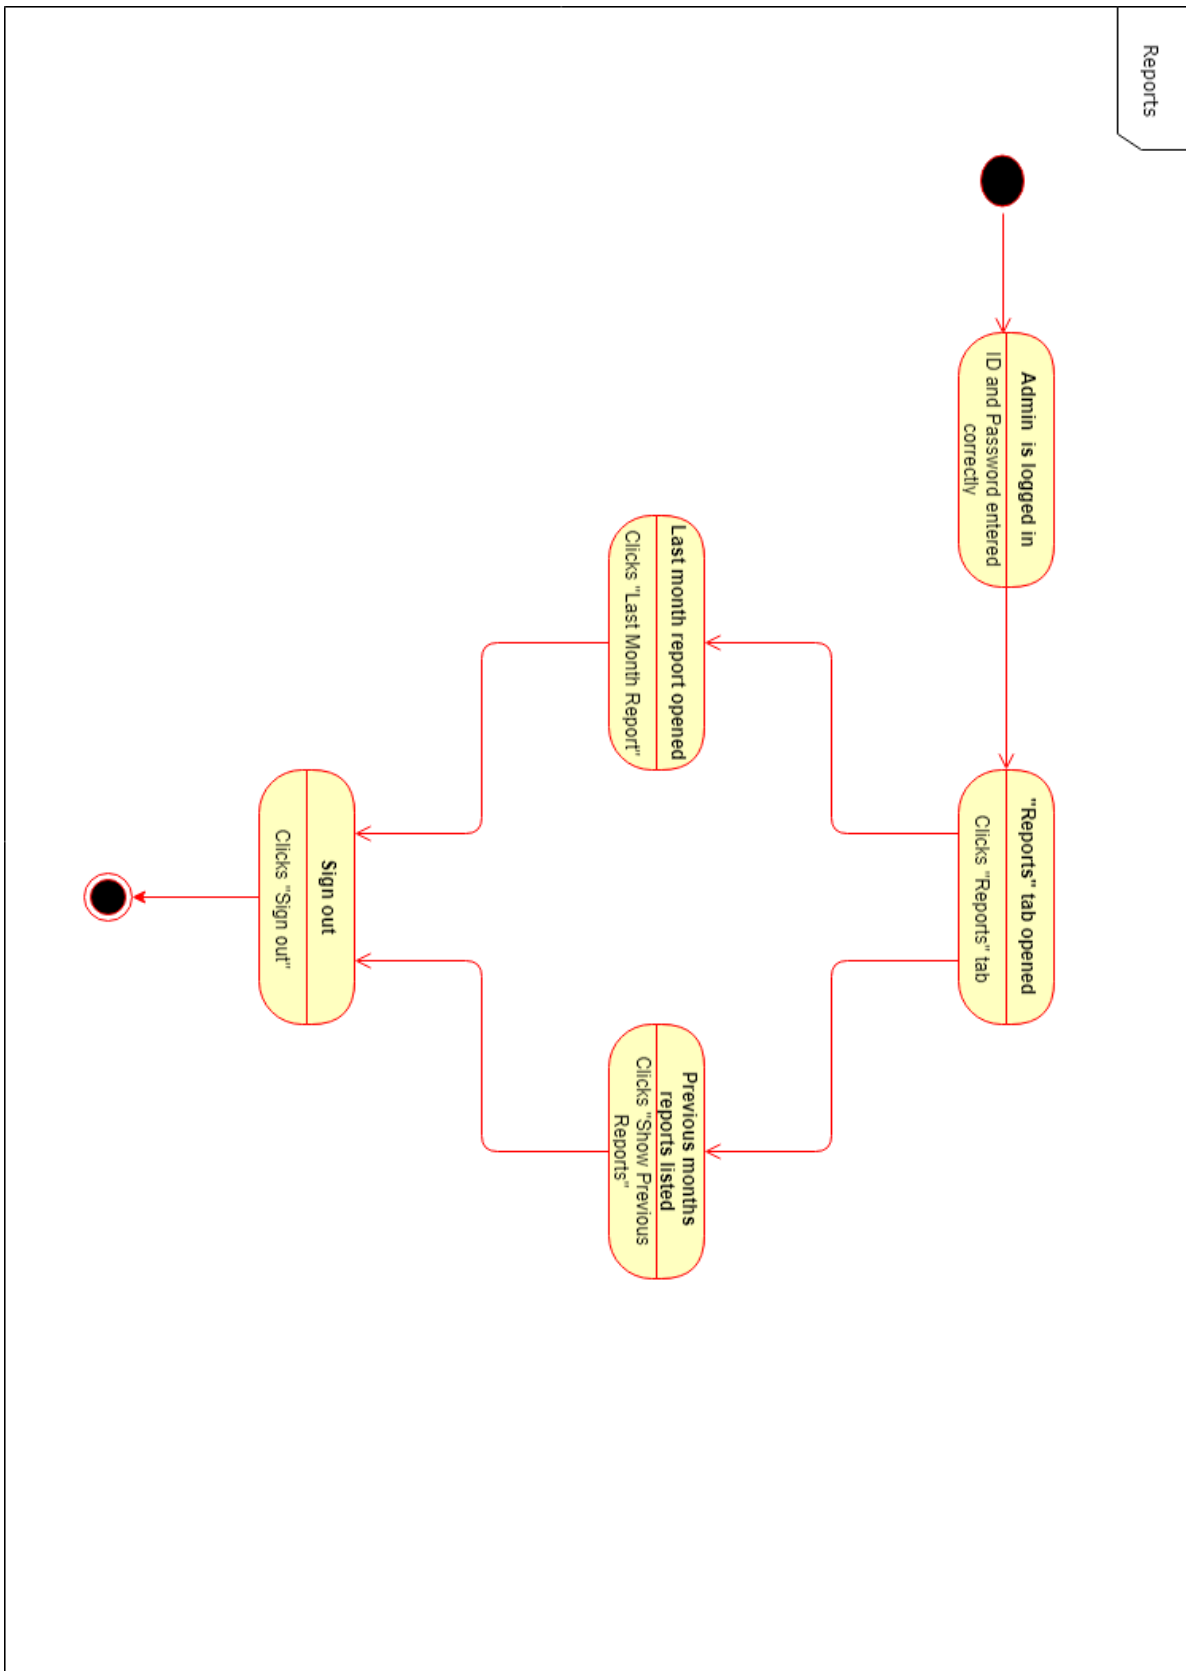 Reports
Admin  is logged in
ID and Password entered
correctly
"Reports" tab opened
Clicks "Reports" tab
Last month report opened
Clicks "Last Month Report"
Previous months
reports listed
Clicks "Show Previous
Reports"
Sign out
Clicks "Sign out"